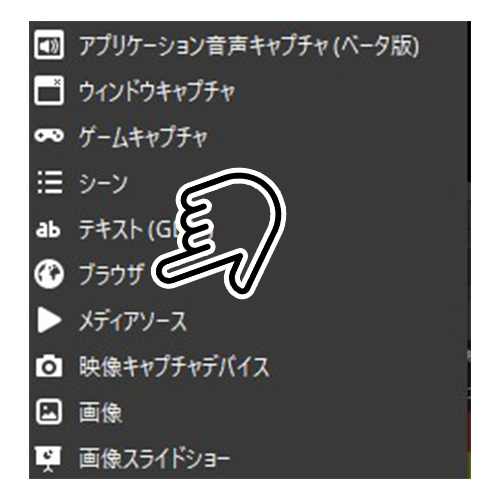 アプリケーション音声キャプチャ (ベータ版)
ウィンドウキャプチャ
ゲームキャプチャ
シーン
ab テキスト (G
ブラウザ
メディアソース
映像キャプチャデバイス
画像
画像スライドショー